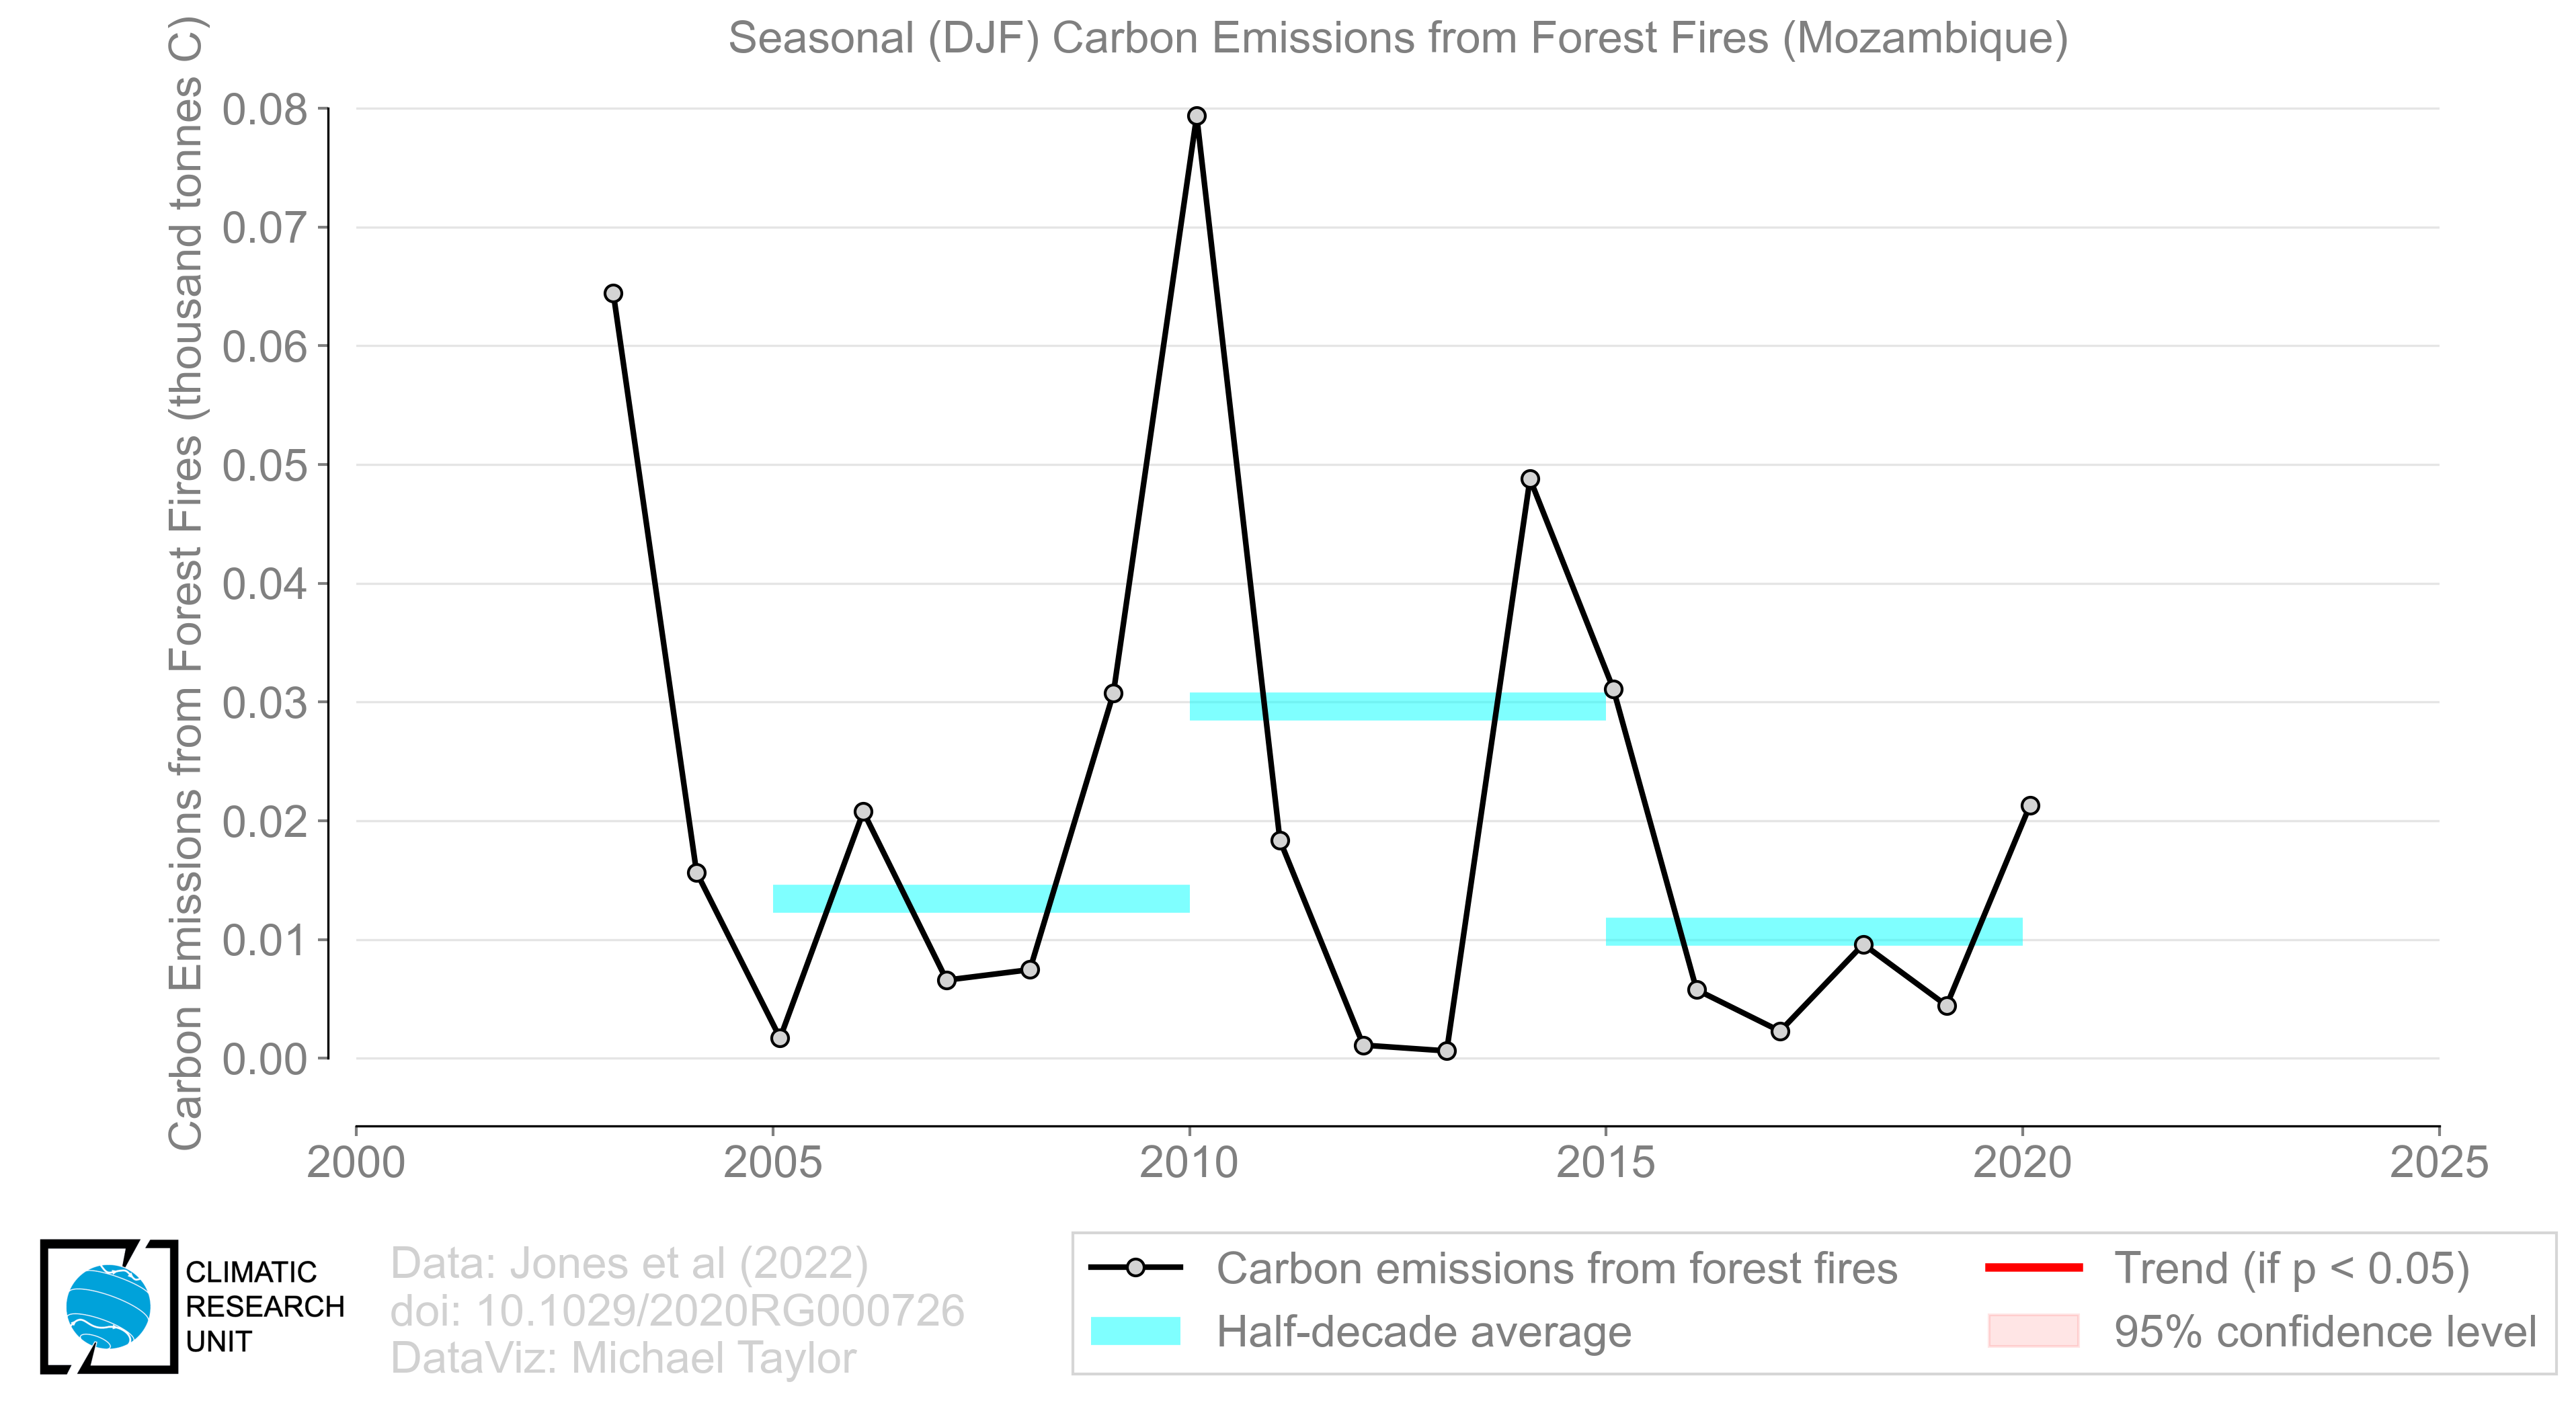 Seasonal (DJF) Carbon Emissions from Forest Fires (Mozambique)
Carbon Emissions from Forest Fires (thousand tonnes C)
0.08
0.07
0.06
0.05
0.04
0.03
0.02
0.01
0.00
2000 2005 2010 2015 2020 2025
CLIMATIC
RESEARCH
UNIT
Data: Jones et al (2022)
doi: 10.1029/2020RG000726
DataViz: Michael Taylor
Carbon emissions from forest fires
Half-decade average
Trend (if p < 0.05)
95% confidence level